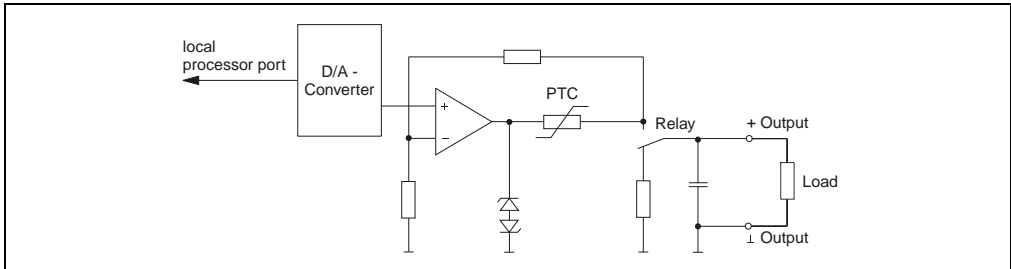 local
processor port
D/A -
Converter
+
−
PTC
Relay
+ Output
Load
⊥ Output